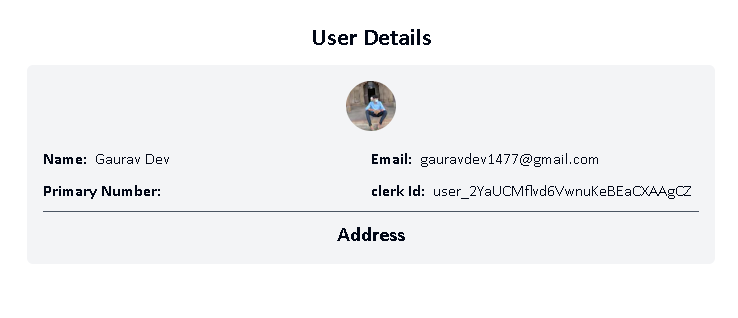 User Details
Name: Gaurav Dev Email: gauravdev1477@gmail.com
Primary Number: clerk Id: user_2YaUCMflvd6VwnuKeBEaCXAAgCZ
Address